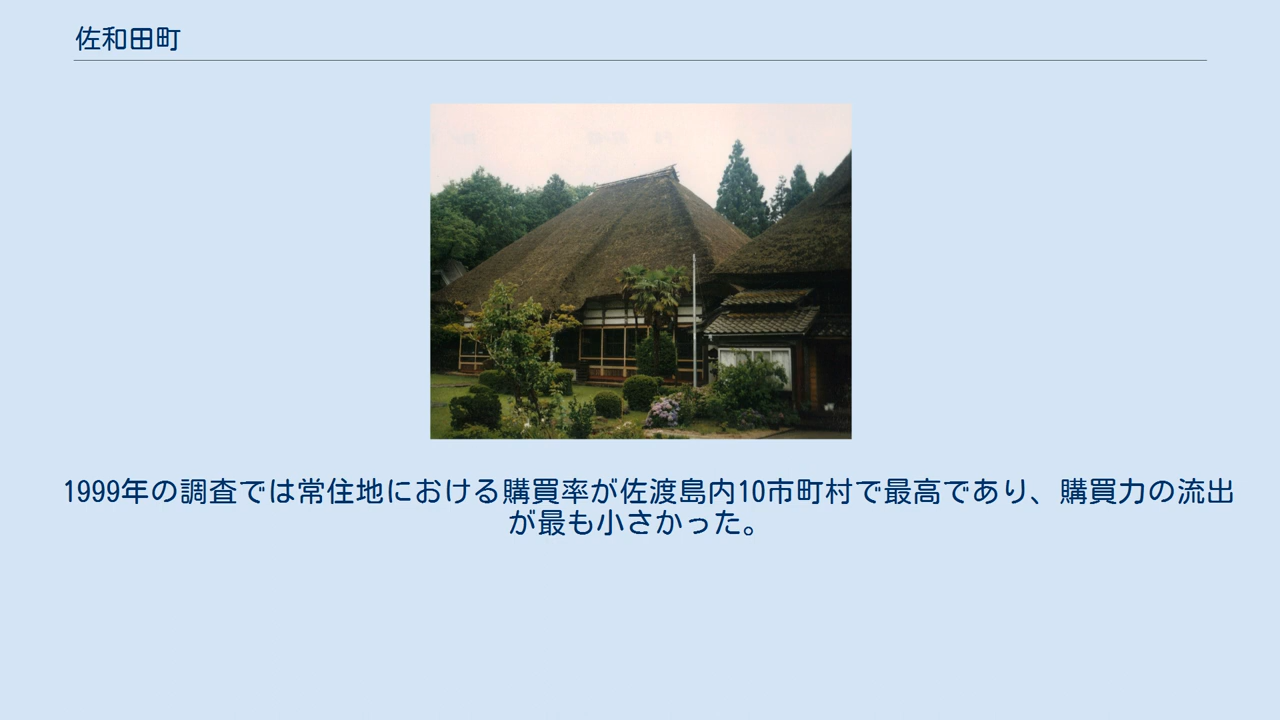 佐和田町
1999年の調査では常住地における購買率が佐渡島内10市町村で最高であり、購買力の流出
が最も小さかった。